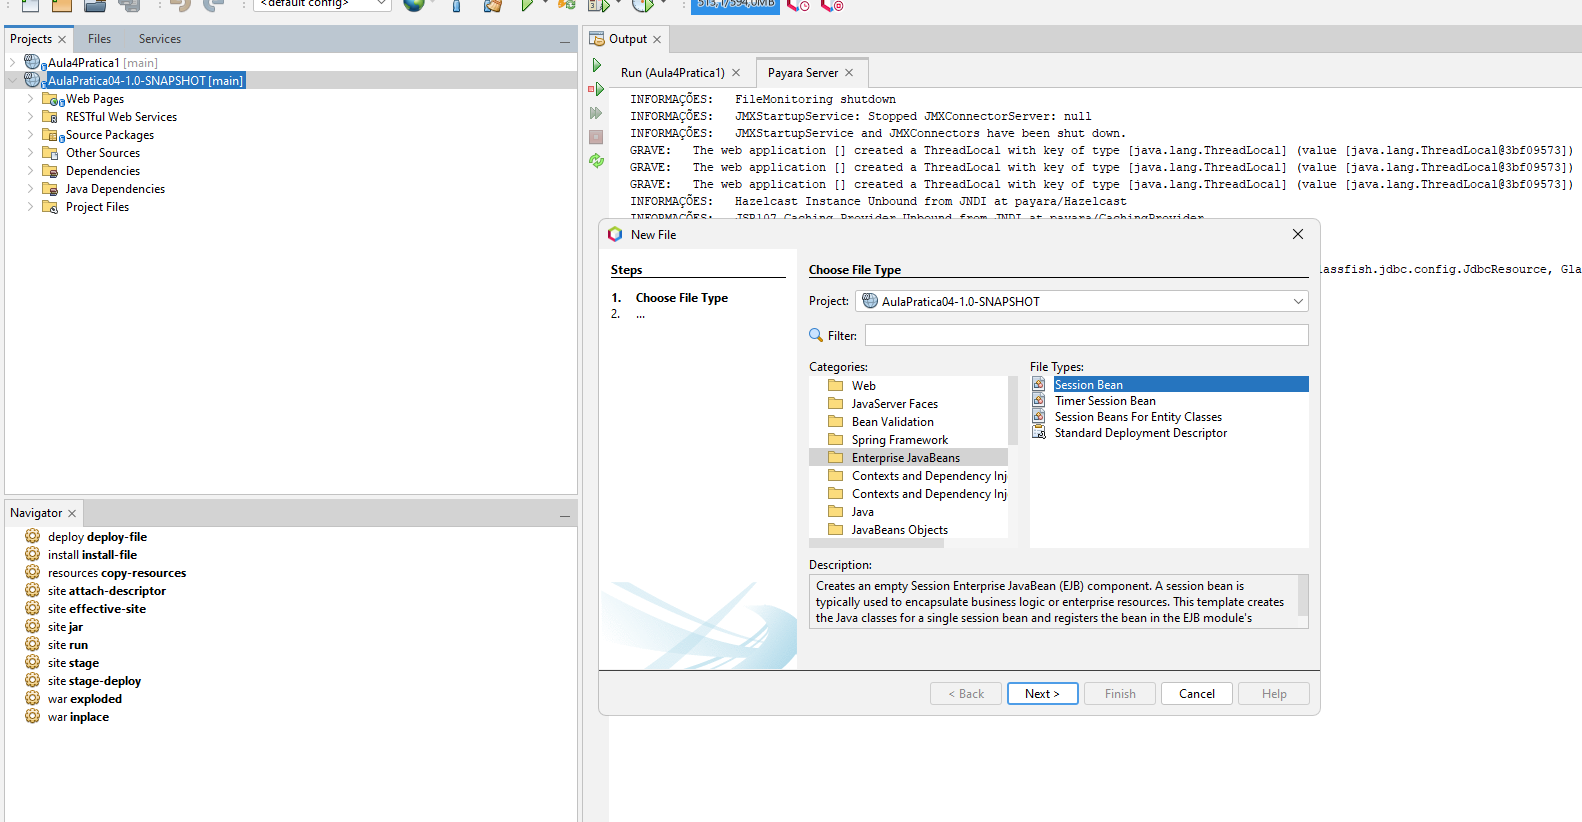 <default config>
513,1/594,0MB
Projects
Files
Services
Aula4Pratica1 [main]
AulaPratica04-1.0-SNAPSHOT [main]
Web Pages
RESTful Web Services
Source Packages
Other Sources
Dependencies
Java Dependencies
Project Files
Navigator
deploy deploy-file
install install-file
resources copy-resources
site attach-descriptor
site effective-site
site jar
site run
site stage
site stage-deploy
war exploded
war inplace
Output
Run (Aula4Pratica1)
Payara Server
INFORMAÇÕES: FileMonitoring shutdown
INFORMAÇÕES: JMXStartupService: Stopped JMXConnectorServer: null
INFORMAÇÕES: JMXStartupService and JMXConnectors have been shut down.
GRAVE: The web application [] created a ThreadLocal with key of type [java.lang.ThreadLocal] (value [java.lang.ThreadLocal@3bf09573])
GRAVE: The web application [] created a ThreadLocal with key of type [java.lang.ThreadLocal] (value [java.lang.ThreadLocal@3bf09573])
GRAVE: The web application [] created a ThreadLocal with key of type [java.lang.ThreadLocal] (value [java.lang.ThreadLocal@3bf09573])
INFORMAÇÕES: Hazelcast Instance Unbound from JNDI at payara/Hazelcast
INFORMAÇÕES: JSR107 Caching Provider Unbound from JNDI at payara/CachingProvider
lassfish.jdbc.config.JdbcResource, Gla
New File
Steps
1. Choose File Type
2. ...
Choose File Type
Project: AulaPratica04-1.0-SNAPSHOT
Filter:
Categories:
Web
JavaServer Faces
Bean Validation
Spring Framework
Enterprise JavaBeans
Contexts and Dependency Inj
Contexts and Dependency Inj
Java
JavaBeans Objects
File Types:
Session Bean
Timer Session Bean
Session Beans For Entity Classes
Standard Deployment Descriptor
Description:
Creates an empty Session Enterprise JavaBean (EJB) component. A session bean is
typically used to encapsulate business logic or enterprise resources. This template creates
the Java classes for a single session bean and registers the bean in the EJB module's
< Back
Next >
Finish
Cancel
Help